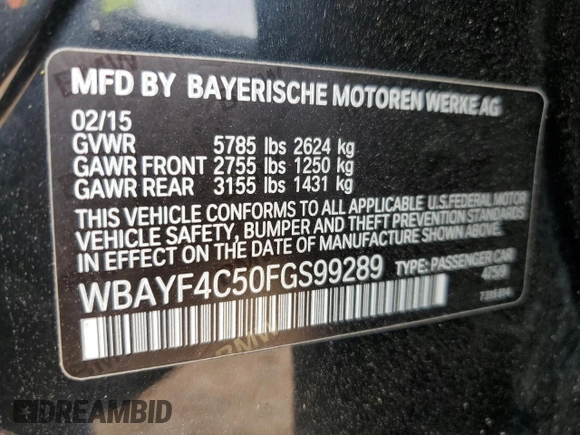 MFD BY BAYERISCHE MOTOREN WERKE AG
02/15
GVWR 5785 lbs 2624 kg
GAWR FRONT 2755 lbs 1250 kg
GAWR REAR 3155 lbs 1431 kg
THIS VEHICLE CONFORMS TO ALL APPLICABLE U.S.FEDERAL MOTOR
VEHICLE SAFETY, BUMPER, AND THEFT PREVENTION STANDARDS
IN EFFECT ON THE DATE OF MANUFACTURE SHOWN ABOVE.
WBAYF4C50FGS99289 TYPE: PASSENGER CAR
BMW
DREAMBID